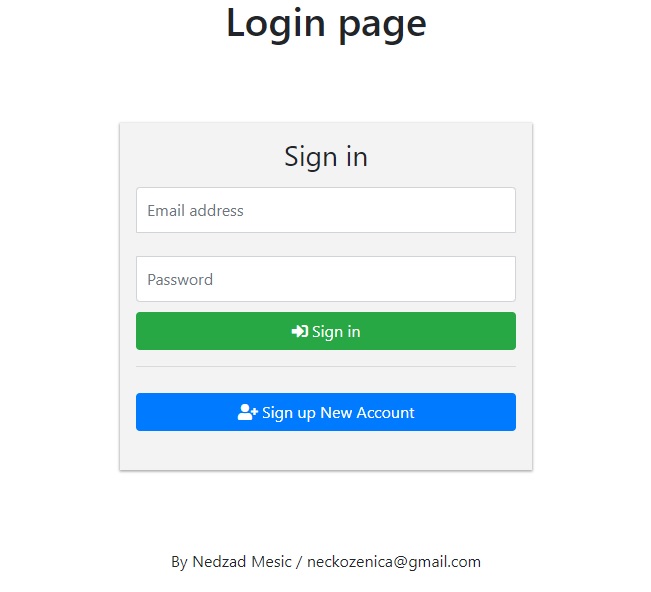 Login page
Sign in
Email address
Password
Sign in
Sign up New Account
By Nedzad Mesic / neckozenica@gmail.com